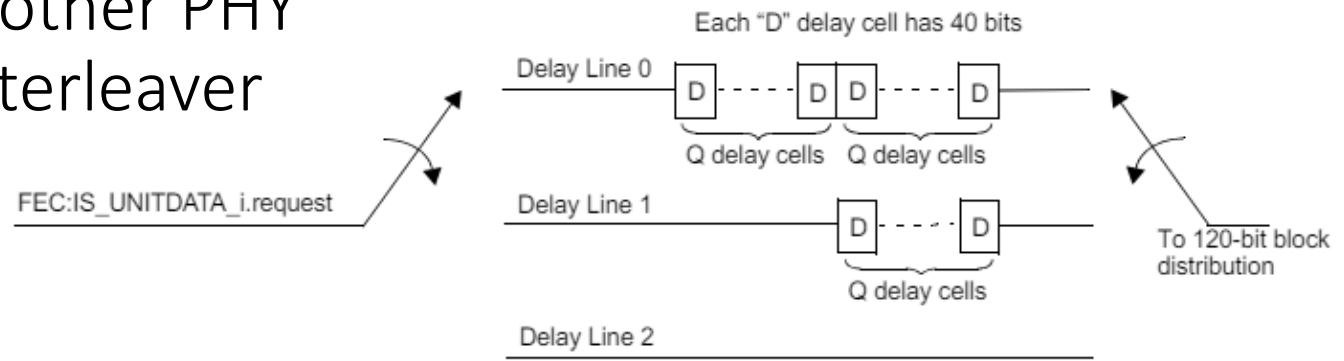 other PHY
terleaver
Each “D” delay cell has 40 bits
Delay Line 0
D D D D
Q delay cells Q delay cells
FEC:IS_UNITDATA_i.request
Delay Line 1
D D
Q delay cells
To 120-bit block
distribution
Delay Line 2